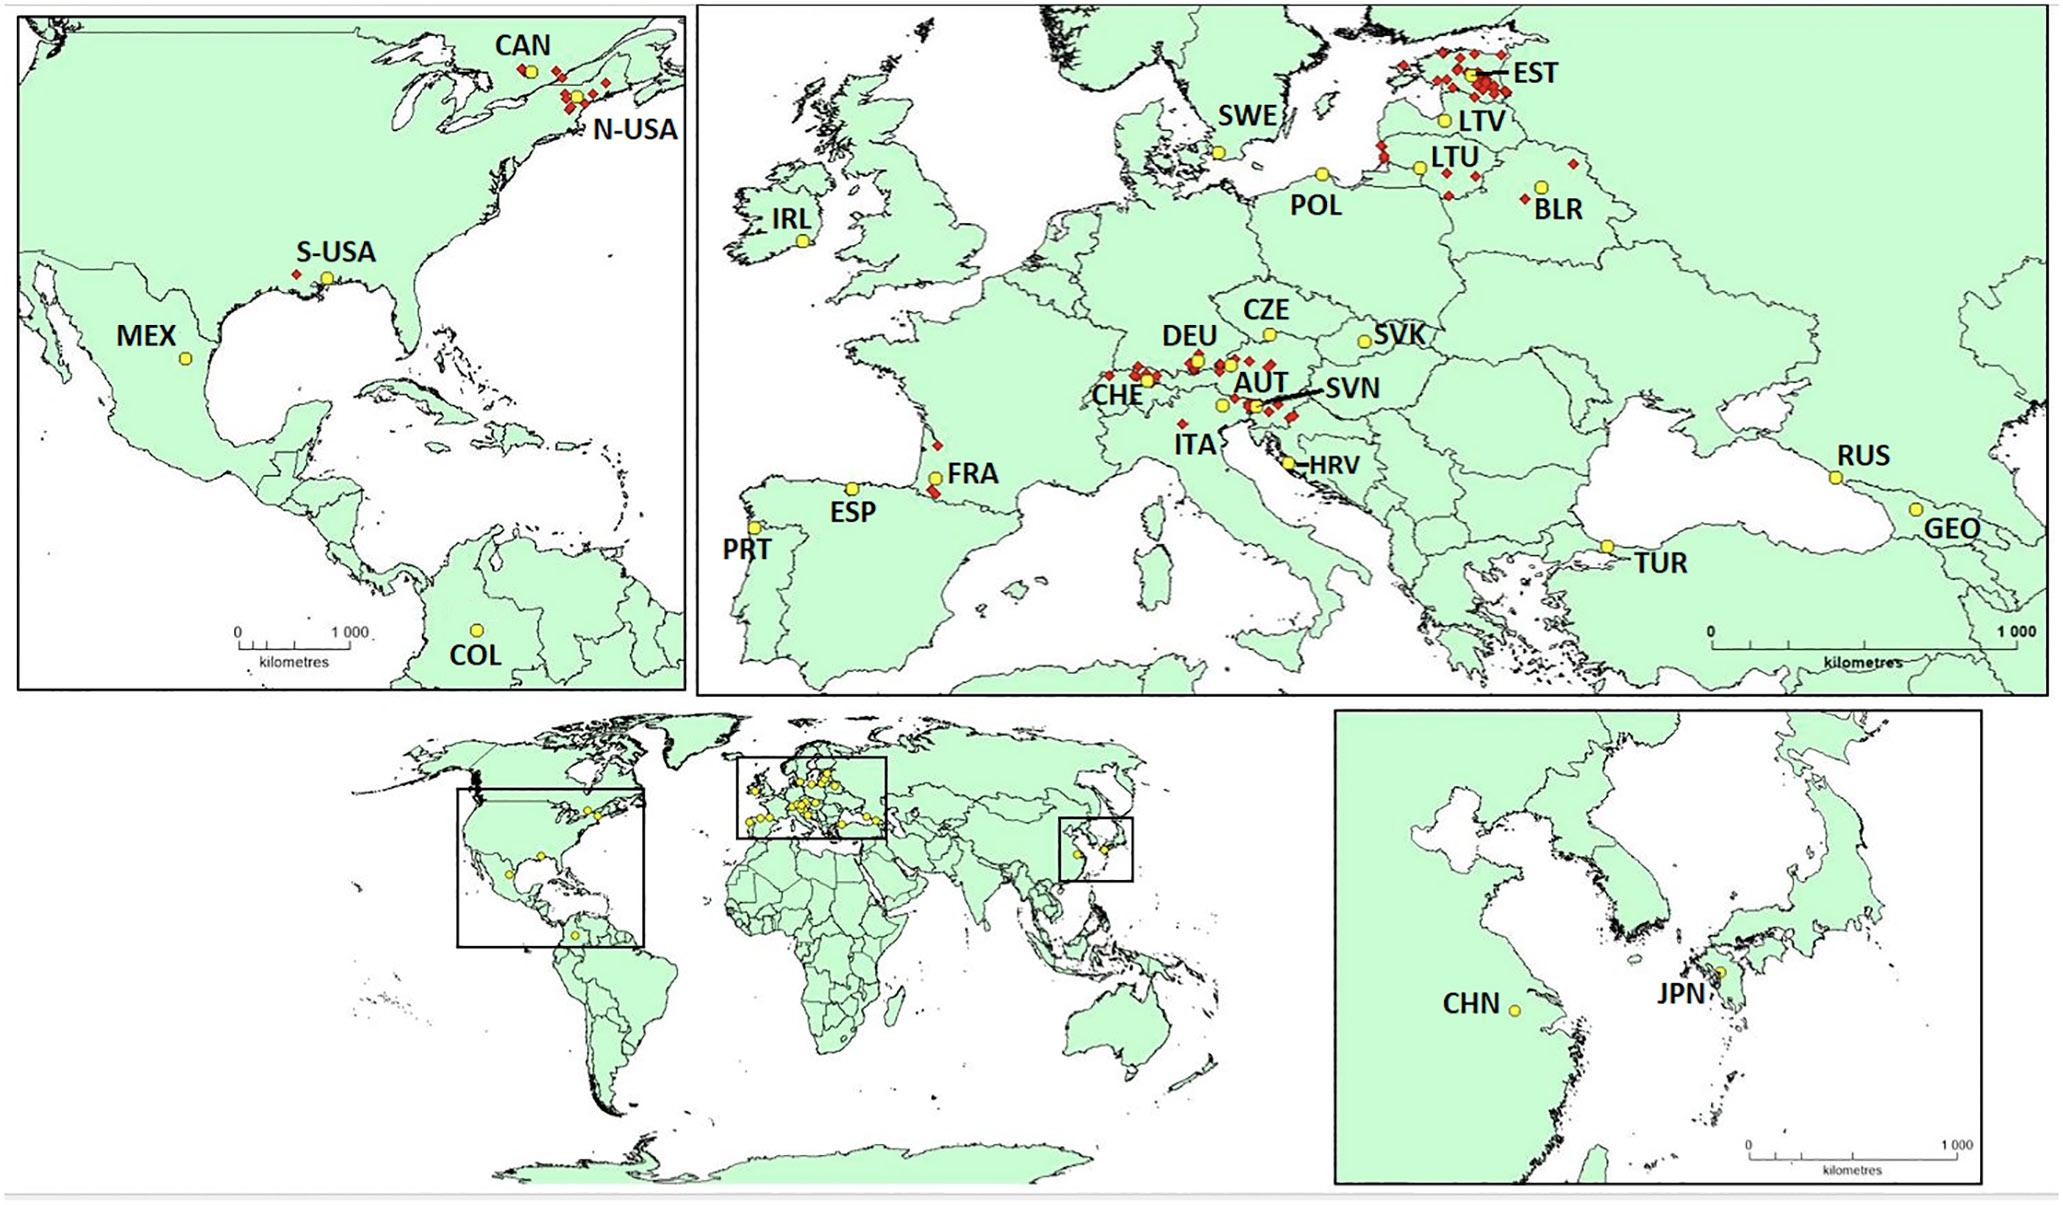 CAN
N-USA
S-USA
MEX
COL
0 1 000
kilometres
EST
SWE
LTV
LTU
POL
BLR
IRL
CZE
DEU
SVK
CHE
AUT
SVN
ITA
HRV
FRA
ESP
PRT
RUS
GEO
TUR
0 1 000
kilometres
CHN
JPN
0 1 000
kilometres